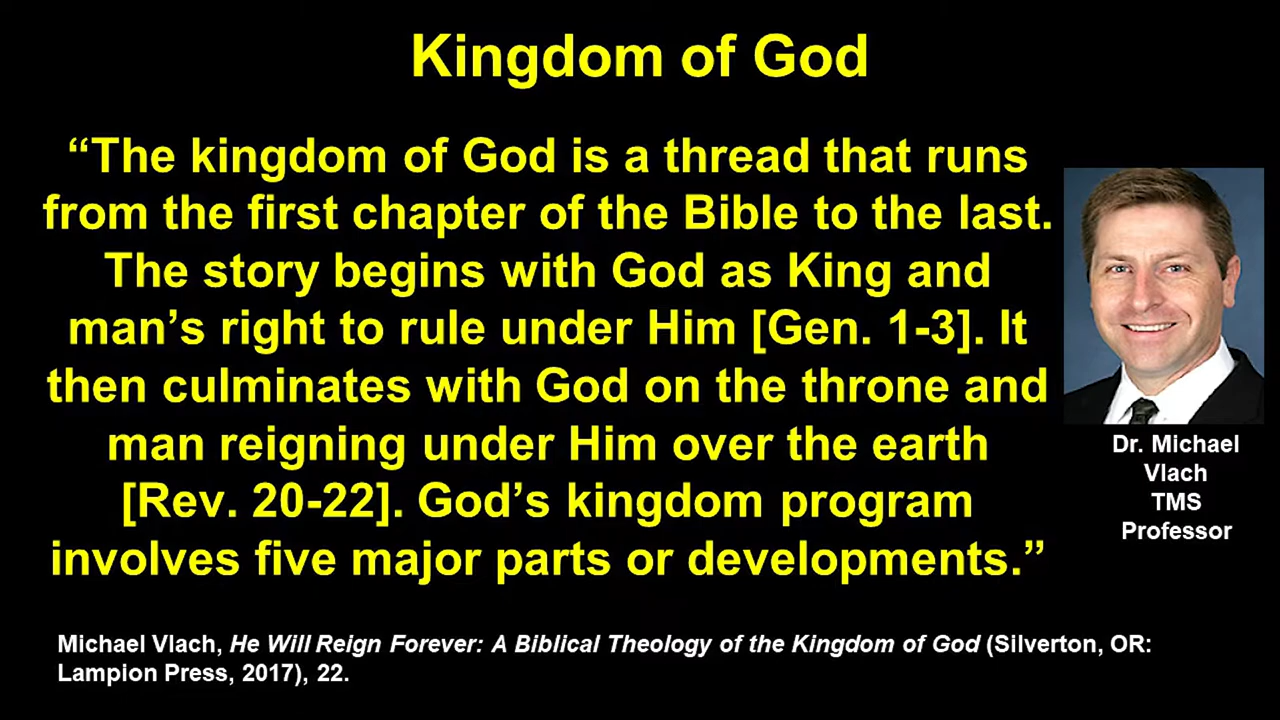 Kingdom of God
“The kingdom of God is a thread that runs
from the first chapter of the Bible to the last.
The story begins with God as King and
man’s right to rule under Him [Gen. 1-3]. It
then culminates with God on the throne and
man reigning under Him over the earth
[Rev. 20-22]. God’s kingdom program
involves five major parts or developments.”
Dr. Michael
Vlach
TMS
Professor
Michael Vlach, He Will Reign Forever: A Biblical Theology of the Kingdom of God (Silverton, OR:
Lampion Press, 2017), 22.